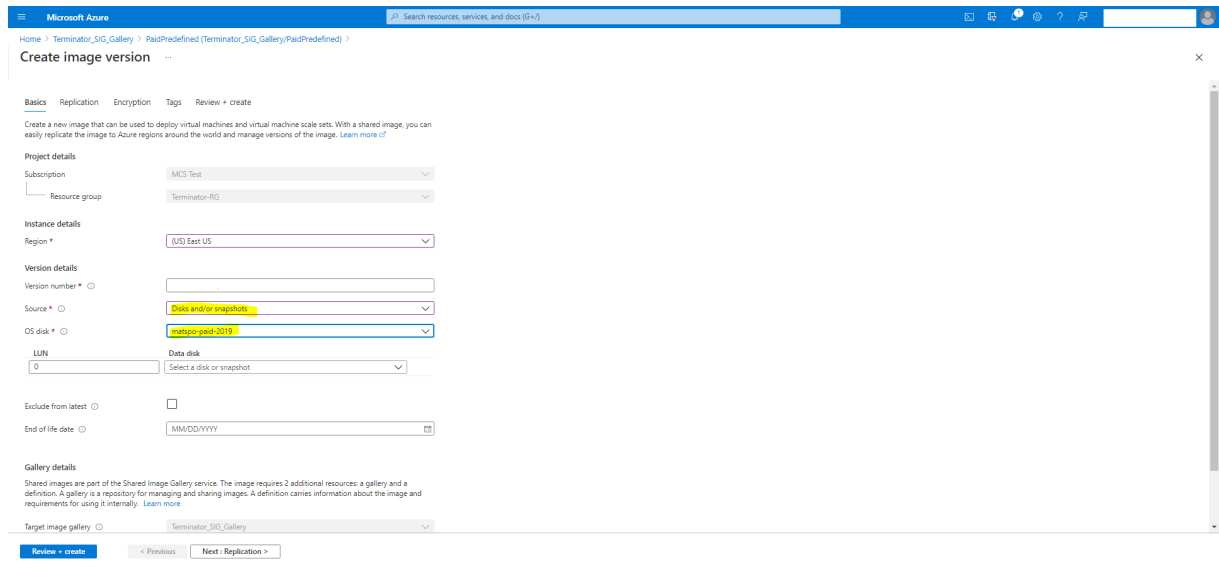 Microsoft Azure
Search resources, services, and docs (G+/)
1
Home > Terminator_SIG_Gallery > PaidPredefined (Terminator_SIG_Gallery/PaidPredefined) >
Create image version ...
Basics Replication Encryption Tags Review + create
Create a new image that can be used to deploy virtual machines and virtual machine scale sets. With a shared image, you can
easily replicate the image to Azure regions around the world and manage versions of the image. Learn more
Project details
Subscription MCS Test
Resource group Terminator-RG
Instance details
Region * (US) East US
Version details
Version number *
Source * Disks and/or snapshots
OS disk * matspo-paid-2019
LUN Data disk
0 Select a disk or snapshot
Exclude from latest
End of life date MM/DD/YYYY
Gallery details
Shared images are part of the Shared Image Gallery service. The image requires 2 additional resources: a gallery and a
definition. A gallery is a repository for managing and sharing images. A definition carries information about the image and
requirements for using it internally. Learn more
Target image gallery Terminator_SIG_Gallery
Review + create < Previous Next : Replication >